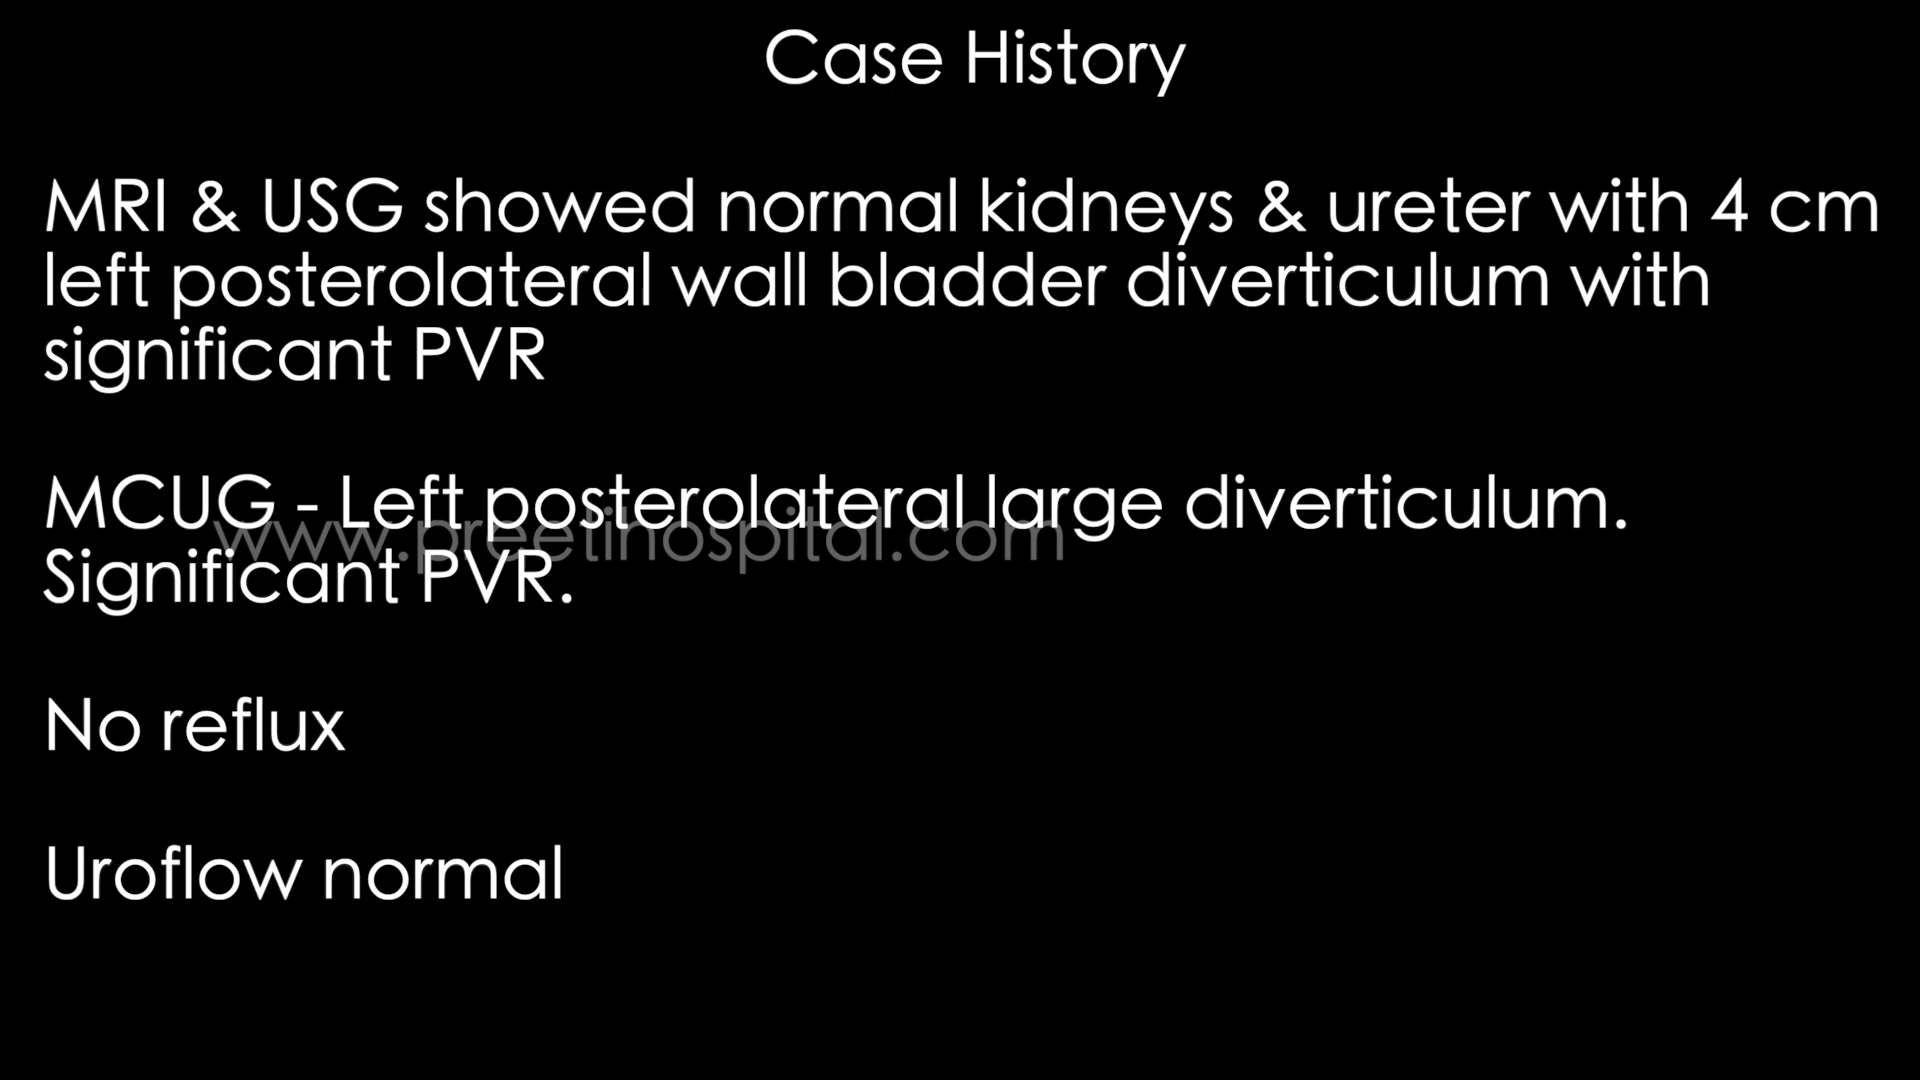 Case History
MRI & USG showed normal kidneys & ureter with 4 cm
left posterolateral wall bladder diverticulum with
significant PVR
MCUG - Left posterolateral large diverticulum.
www.preetihospital.com
Significant PVR.
No reflux
Uroflow normal